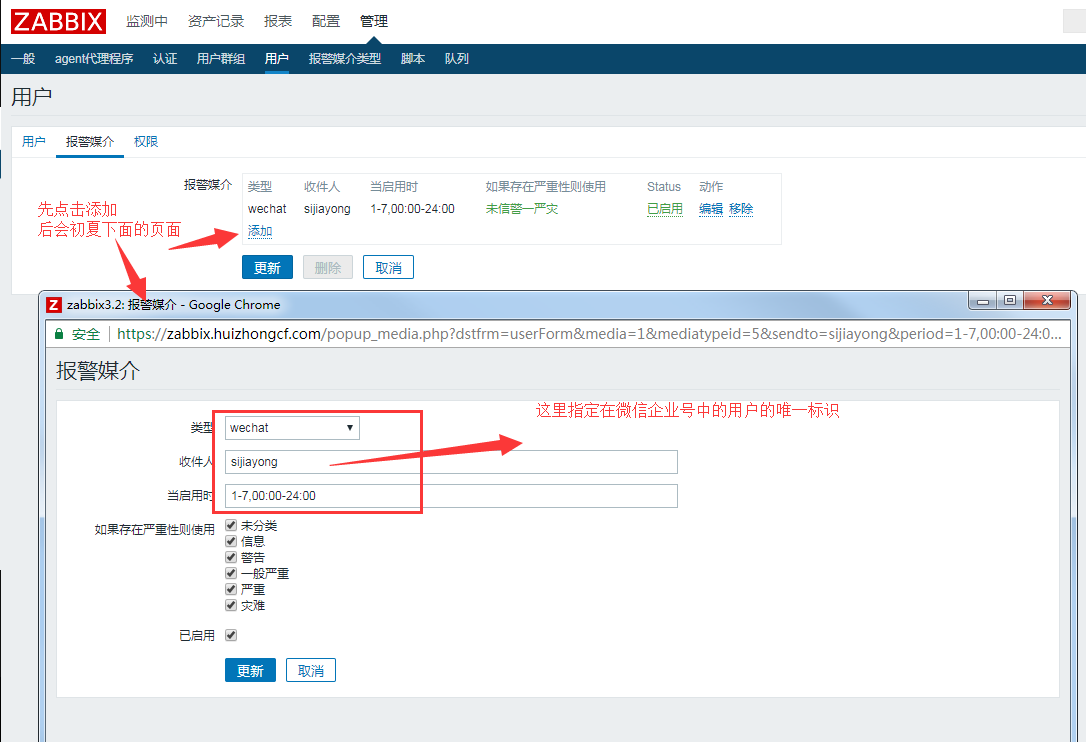 ZABBIX 监测中 资产记录 报表 配置 管理
一般 agent代理程序 认证 用户群组 用户 报警媒介类型 脚本 队列
用户
用户 报警媒介 权限
报警媒介 类型 收件人 当启用时 如果存在严重性则使用 Status 动作
wechat sijiayong 1-7,00:00-24:00 未信警一严灾 已启用 编辑 移除
添加
先点击添加
后会初夏下面的页面
更新 删除 取消
Z zabbix3.2: 报警媒介 - Google Chrome
安全 https://zabbix.huizhongcf.com/popup_media.php?dstfrm=userForm&media=1&mediatypeid=5&sendto=sijiayong&period=1-7,00:00-24:0...
报警媒介
这里指定在微信企业号中的用户的唯一标识
类型 wechat
收件人 sijiayong
当启用时 1-7,00:00-24:00
如果存在严重性则使用 未分类
信息
警告
一般严重
严重
灾难
已启用
更新 取消